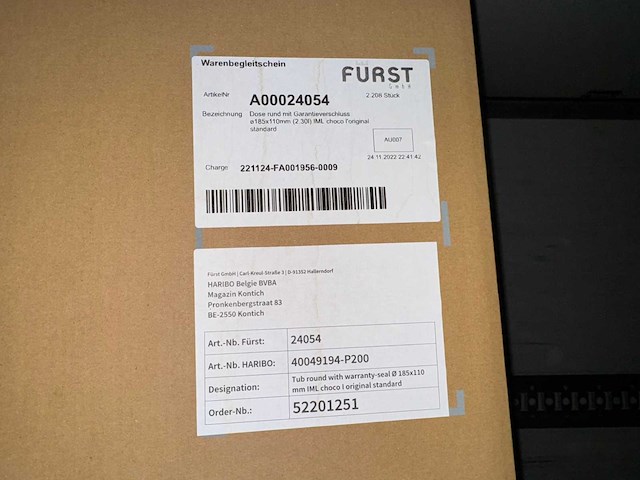 Warenbegleitschein
FÜRST
GmbH
ArtikelNr
A00024054
2.208 Stück
Bezeichnung
Dose rund mit Garantieverschluss
ø185x110mm (2.30l) IML choco l'original
standard
AU007
24.11.2022 22:41:42
Charge
221124-FA001956-0009
Fürst GmbH | Carl-Kreul-Straße 3 | D-91352 Hallerndorf
HARIBO Belgie BVBA
Magazin Kontich
Pronkenbergstraat 83
BE-2550 Kontich
Art.-Nb. Fürst: 24054
Art.-Nb. HARIBO: 40049194-P200
Designation: Tub round with warranty-seal Ø 185x110
mm IML choco l original standard
Order-Nb.: 52201251